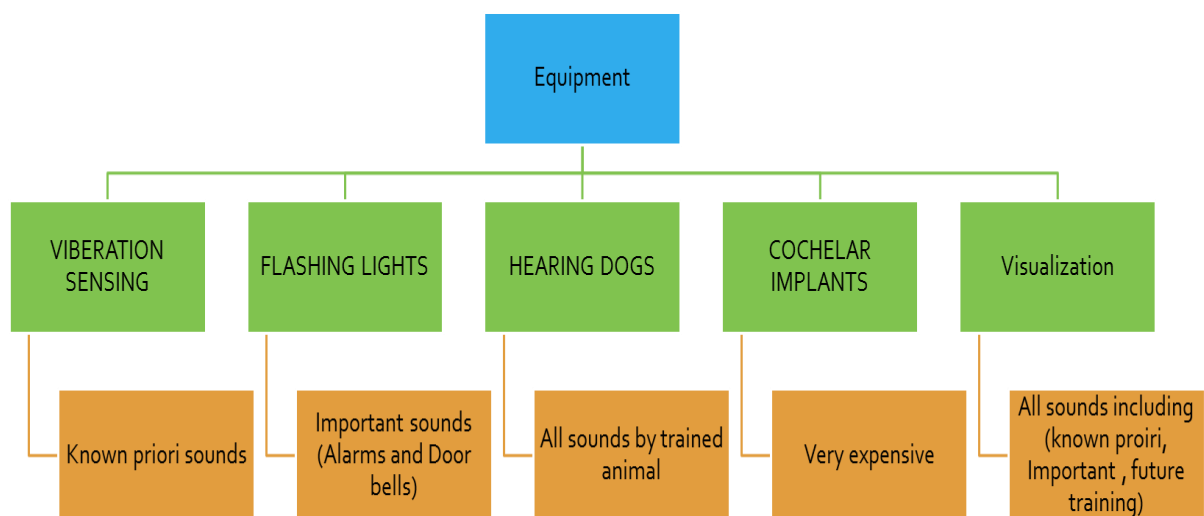 Equipment
VIBERATION
SENSING
FLASHING LIGHTS
HEARING DOGS
COCHELAR
IMPLANTS
Visualization
Known priori sounds
Important sounds
(Alarms and Door
bells)
All sounds by trained
animal
Very expensive
All sounds including
(known proiri,
Important , future
training)